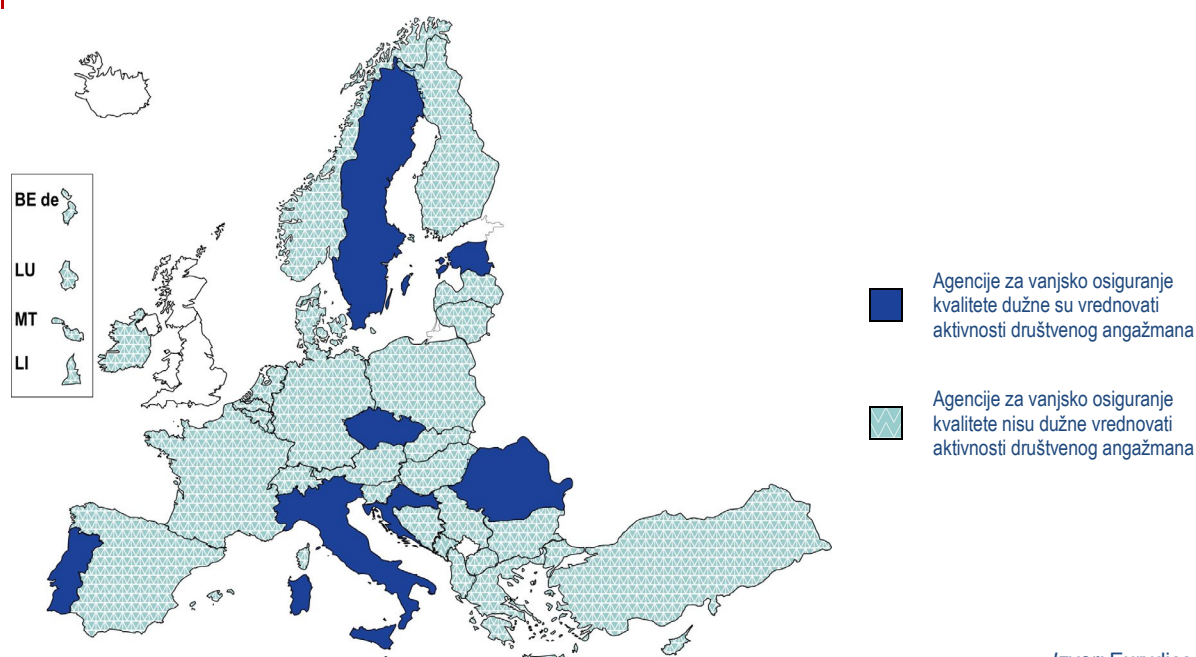 BE de
LU
MT
LI
Agencije za vanjsko osiguranje
kvalitete dužne su vrednovati
aktivnosti društvenog angažmana
Agencije za vanjsko osiguranje
kvalitete nisu dužne vrednovati
aktivnosti društvenog angažmana